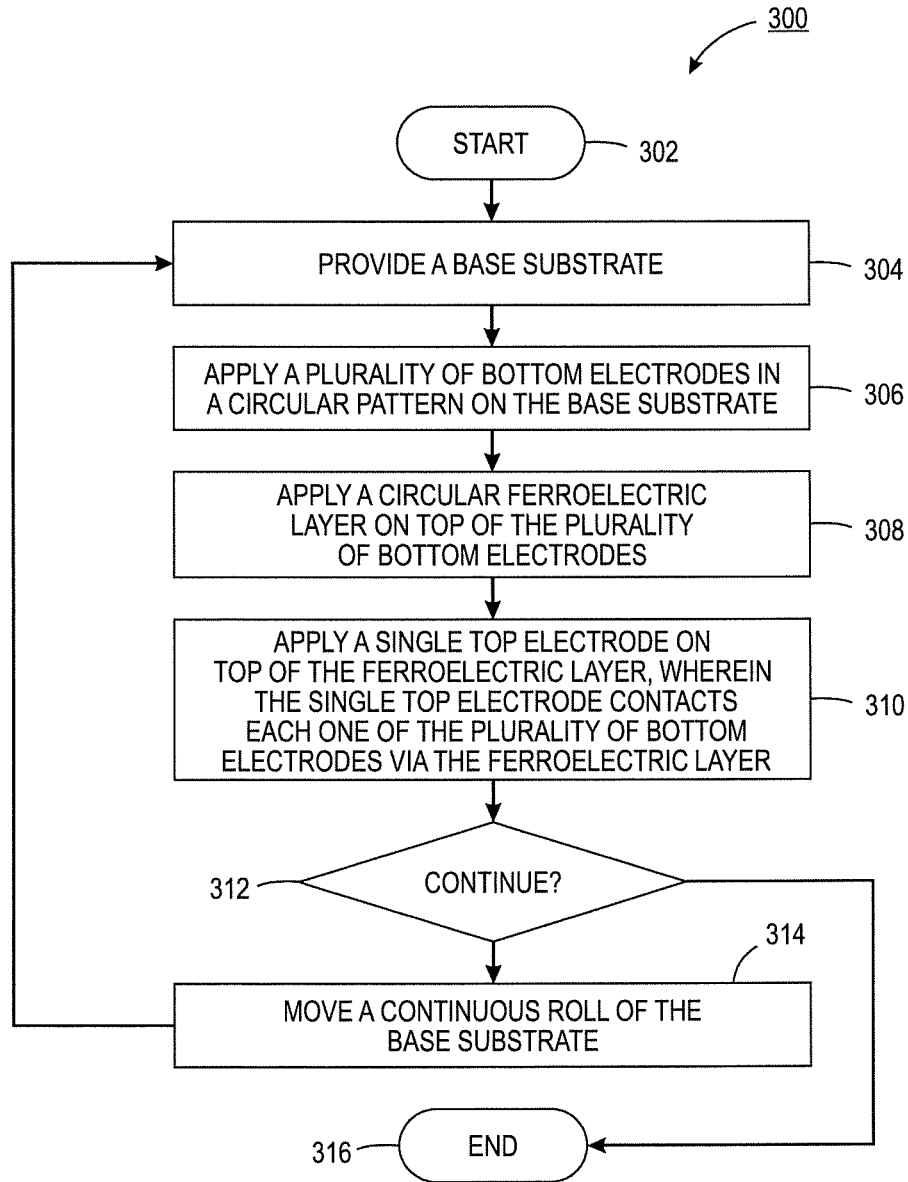 300
START
302
PROVIDE A BASE SUBSTRATE
304
APPLY A PLURALITY OF BOTTOM ELECTRODES IN
A CIRCULAR PATTERN ON THE BASE SUBSTRATE
306
APPLY A CIRCULAR FERROELECTRIC
LAYER ON TOP OF THE PLURALITY
OF BOTTOM ELECTRODES
308
APPLY A SINGLE TOP ELECTRODE ON
TOP OF THE FERROELECTRIC LAYER, WHEREIN
THE SINGLE TOP ELECTRODE CONTACTS
EACH ONE OF THE PLURALITY OF BOTTOM
ELECTRODES VIA THE FERROELECTRIC LAYER
310
312
CONTINUE?
314
MOVE A CONTINUOUS ROLL OF THE
BASE SUBSTRATE
316
END